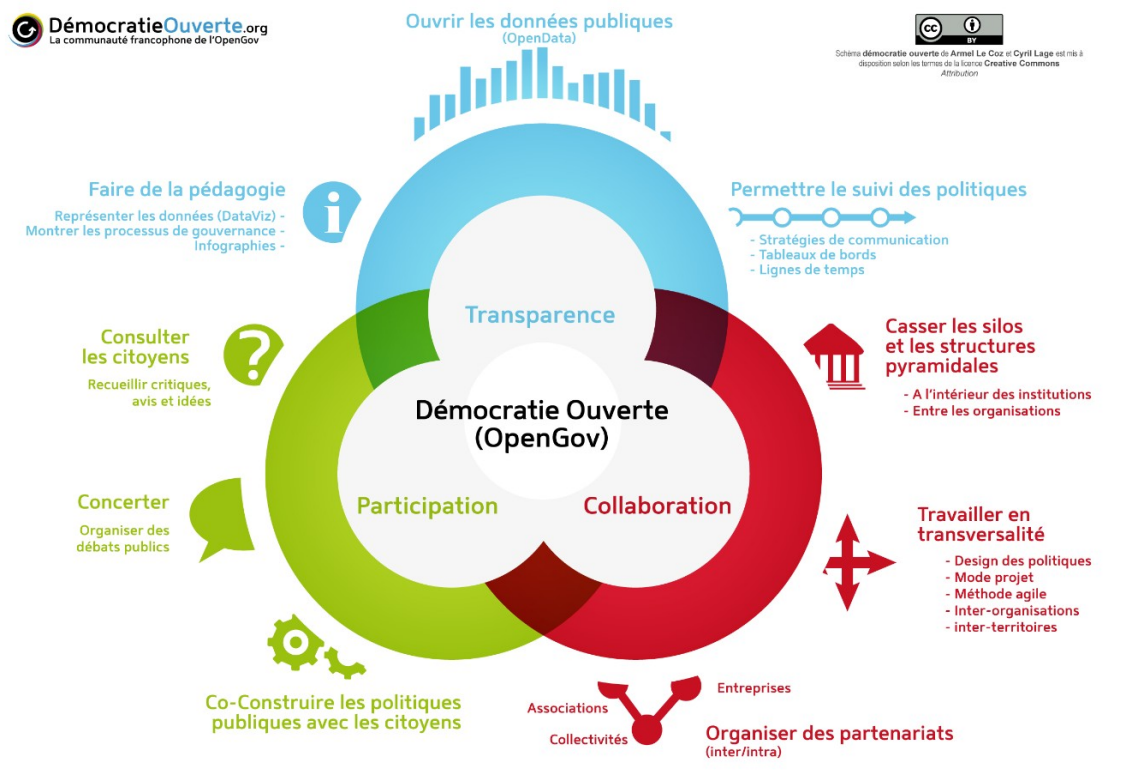 DémocratieOuverte.org
La communauté francophone de l'OpenGov
Ouvrir les données publiques
(OpenData)
cc
BY
Schéma démocratie ouverte de Armel Le Coz et Cyril Lage est mis à
disposition selon les termes de la licence Creative Commons
Attribution
Faire de la pédagogie
Représenter les données (DataViz) -
Montrer les processus de gouvernance -
Infographies -
i
Permettre le suivi des politiques
- Stratégies de communication
- Tableaux de bords
- Lignes de temps
Transparence
Consulter
les citoyens
Recueillir critiques,
avis et idées
?
Casser les silos
et les structures
pyramidales
- A l'intérieur des institutions
- Entre les organisations
Démocratie Ouverte
(OpenGov)
Participation
Collaboration
Concerter
Organiser des
débats publics
Travailler en
transversalité
- Design des politiques
- Mode projet
- Méthode agile
- Inter-organisations
- inter-territoires
Co-Construire les politiques
publiques avec les citoyens
Entreprises
Associations
Collectivités
Organiser des partenariats
(inter/intra)